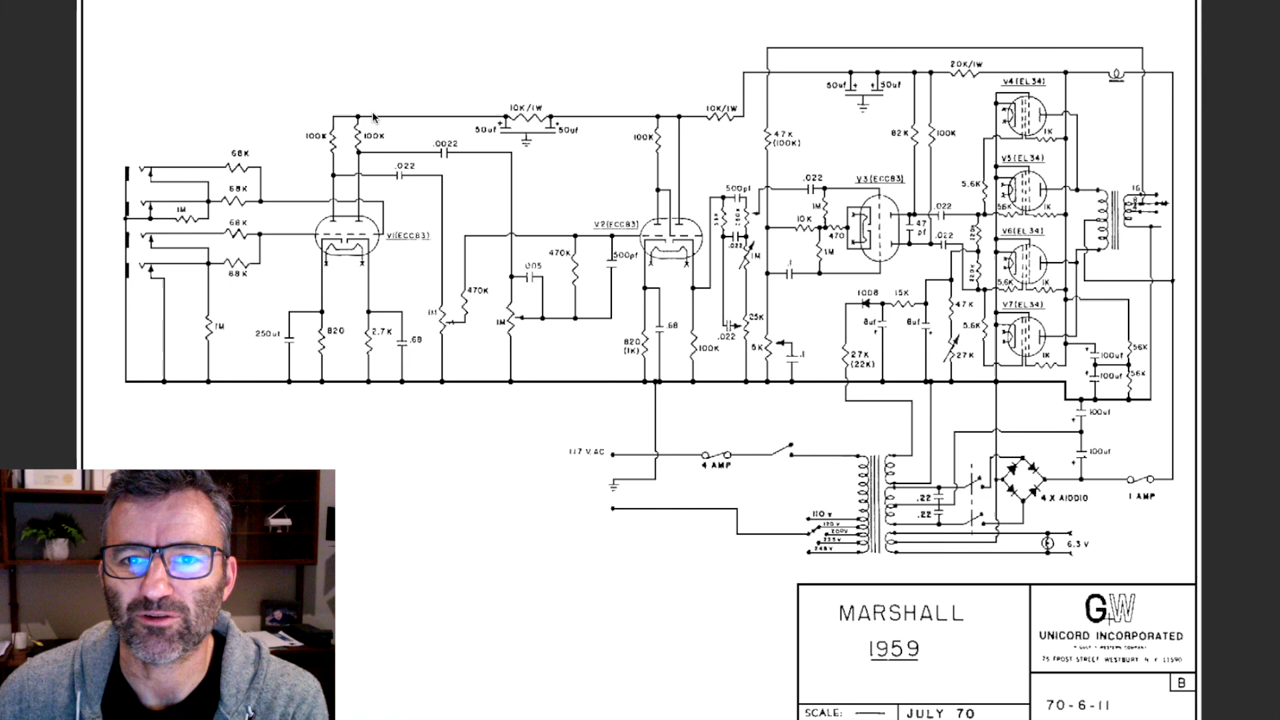 20K/1W
V4(EL34)
50uf + + 50uf
10K/1W
10K/1W
50uf + + 50uf
100K
100K
100K
47K
(100K)
82K
100K
1K
.0022
.022
68K
68K
1M
68K
68K
V5(EL34)
V3(ECC83)
.022
500pf
5.6K
1K
16
V1(ECC83)
V2(ECC83)
1M
10K
470
1M
.022
47
pf
.022
V6(EL34)
.005
470K
500pf
.022
1M
.1
5.6K
1K
470K
1M
1M
V7(EL34)
100B
15K
47K
5.6K
1K
250uf
820
2.7K
.68
1M
820
(1K)
.68
100K
25K
.022
5K
.1
8uf
8uf
27K
(22K)
27K
100uf
56K
100uf
56K
100uf
100uf
117 V AC
4 AMP
.22
.22
4 X A10D10
1 AMP
110 V
225V
245V
6.3 V
MARSHALL
1959
G+W
UNICORD INCORPORATED
75 FROST STREET WESTBURY N Y 11590
B
SCALE: JULY 70
70-6-11